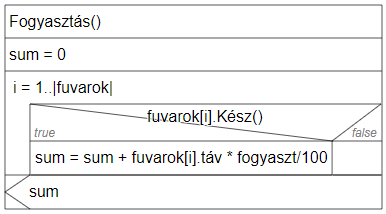 Fogyasztás()
sum = 0
i = 1..|fuvarok|
fuvarok[i].Kész()
true
false
sum = sum + fuvarok[i].táv * fogyaszt/100
sum